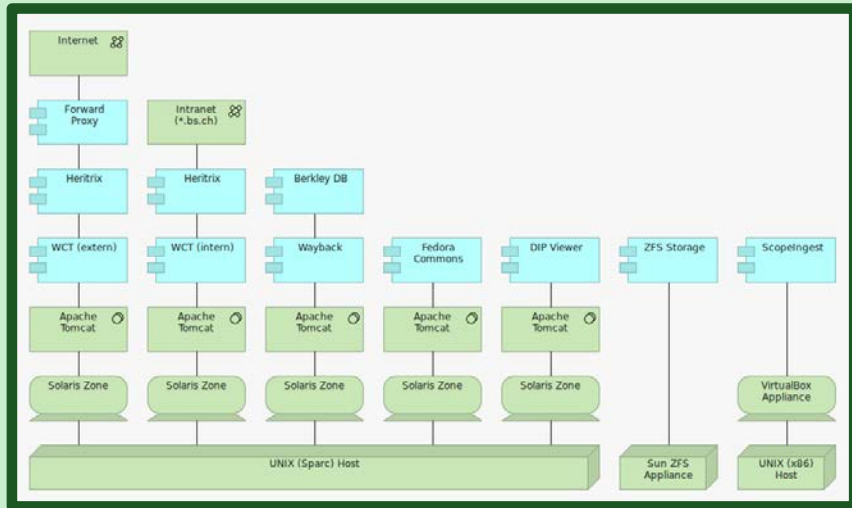 Internet
Forward
Proxy
Intranet
(*.bs.ch)
Heritrix
Heritrix
Berkley DB
WCT (extern)
WCT (intern)
Wayback
Fedora
Commons
DIP Viewer
ZFS Storage
ScopeIngest
Apache
Tomcat
Apache
Tomcat
Apache
Tomcat
Apache
Tomcat
Apache
Tomcat
Solaris Zone
Solaris Zone
Solaris Zone
Solaris Zone
Solaris Zone
VirtualBox
Appliance
UNIX (Sparc) Host
Sun ZFS
Appliance
UNIX (x86)
Host